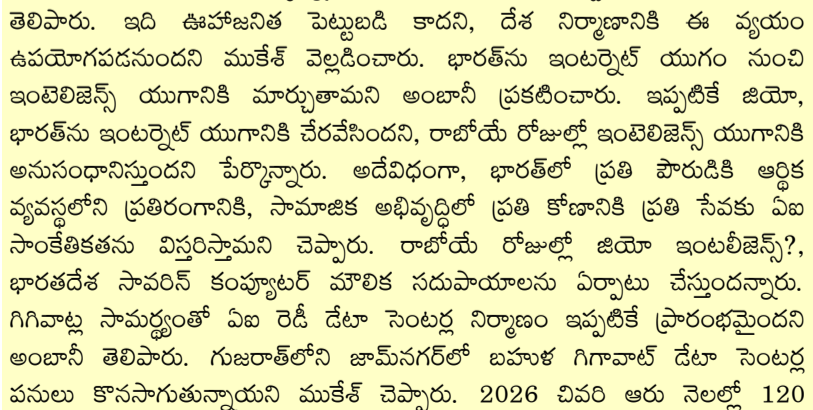 తెలిపారు. ఇది ఊహాజనిత పెట్టుబడి కాదని, దేశ నిర్మాణానికి ఈ వ్యయం
ఉపయోగపడనుందని ముకేశ్ వెల్లడించారు. భారత్‌ను ఇంటర్నెట్ యుగం నుంచి
ఇంటెలిజెన్స్ యుగానికి మార్చుతామని అంబానీ ప్రకటించారు. ఇప్పటికే జియో,
భారత్‌ను ఇంటర్నెట్ యుగానికి చేరవేసిందని, రాబోయే రోజుల్లో ఇంటెలిజెన్స్ యుగానికి
అనుసంధానిస్తుందని పేర్కొన్నారు. అదేవిధంగా, భారత్‌లో ప్రతి పౌరుడికి ఆర్థిక
వ్యవస్థలోని ప్రతిరంగానికి, సామాజిక అభివృద్ధిలో ప్రతి కోణానికి ప్రతి సేవకు ఏఐ
సాంకేతికతను విస్తరిస్తామని చెప్పారు. రాబోయే రోజుల్లో జియో ఇంటలీజెన్స్?,
భారతదేశ సావరిన్ కంప్యూటర్ మౌలిక సదుపాయాలను ఏర్పాటు చేస్తుందన్నారు.
గిగివాట్ల సామర్థ్యంతో ఏఐ రెడీ డేటా సెంటర్ల నిర్మాణం ఇప్పటికే ప్రారంభమైందని
అంబానీ తెలిపారు. గుజరాత్‌లోని జామ్‌నగర్‌లో బహుళ గిగావాట్ డేటా సెంటర్ల
పనులు కొనసాగుతున్నాయని ముకేశ్ చెప్పారు. 2026 చివరి ఆరు నెలల్లో 120